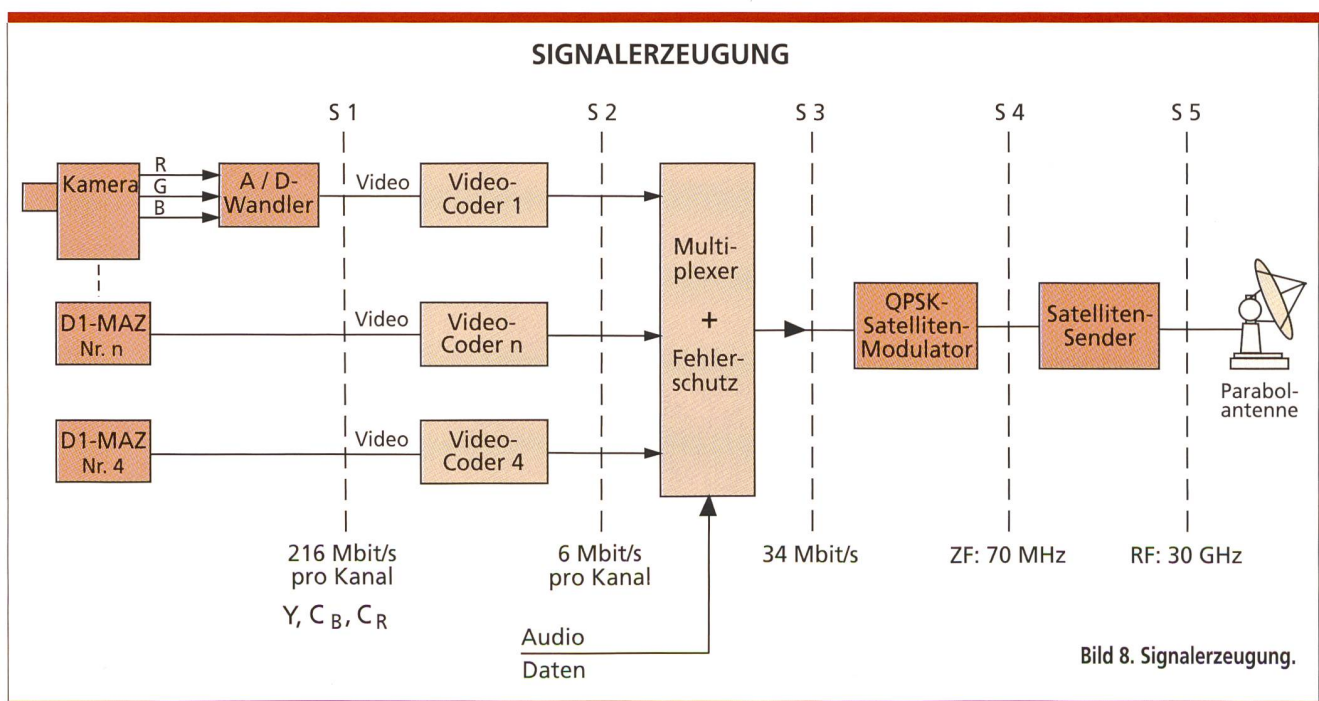 SIGNALERZEUGUNG
S 1
S 2
S 3
S 4
S 5
Kamera
R
G
B
A / D-
Wandler
Video
Video-
Coder 1
D1-MAZ
Nr. n
Video
Video-
Coder n
D1-MAZ
Nr. 4
Video
Video-
Coder 4
Multi-
plexer
+
Fehler-
schutz
QPSK-
Satelliten-
Modulator
Satelliten-
Sender
Parabol-
antenne
216 Mbit/s
pro Kanal
Y, C B, C R
6 Mbit/s
pro Kanal
34 Mbit/s
ZF: 70 MHz
RF: 30 GHz
Audio
Daten
Bild 8. Signalerzeugung.